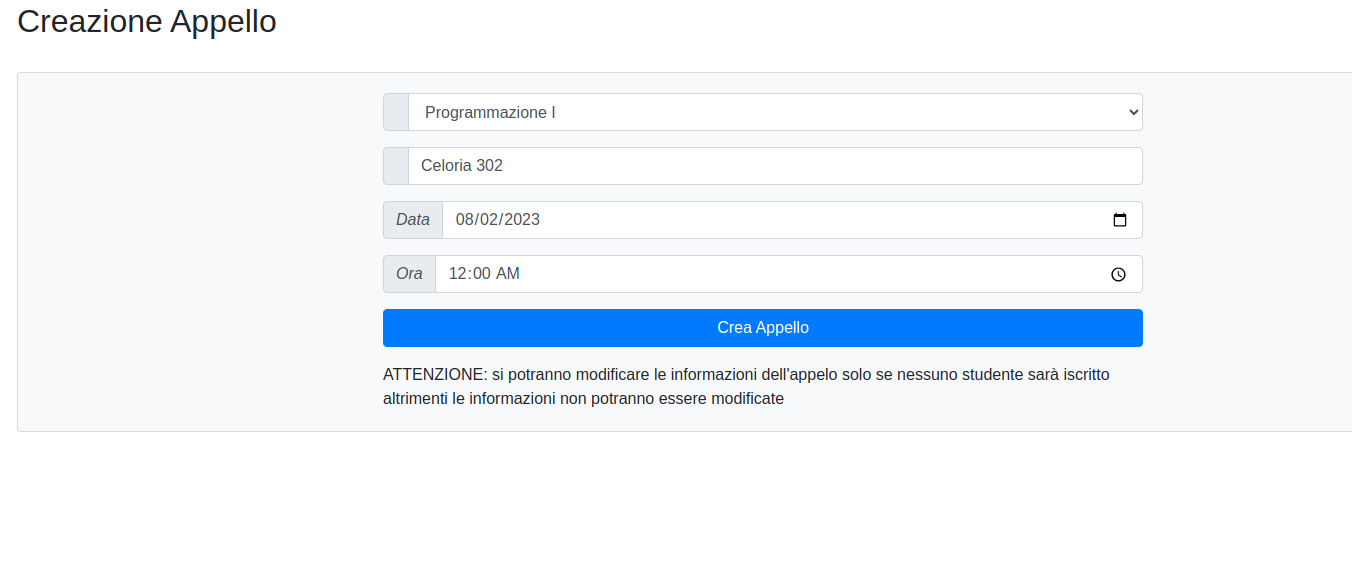 Creazione Appello
Programmazione I
Celoria 302
Data 08/02/2023
Ora 12:00 AM
Crea Appello
ATTENZIONE: si potranno modificare le informazioni dell'appelo solo se nessuno studente sarà iscritto
altrimenti le informazioni non potranno essere modificate